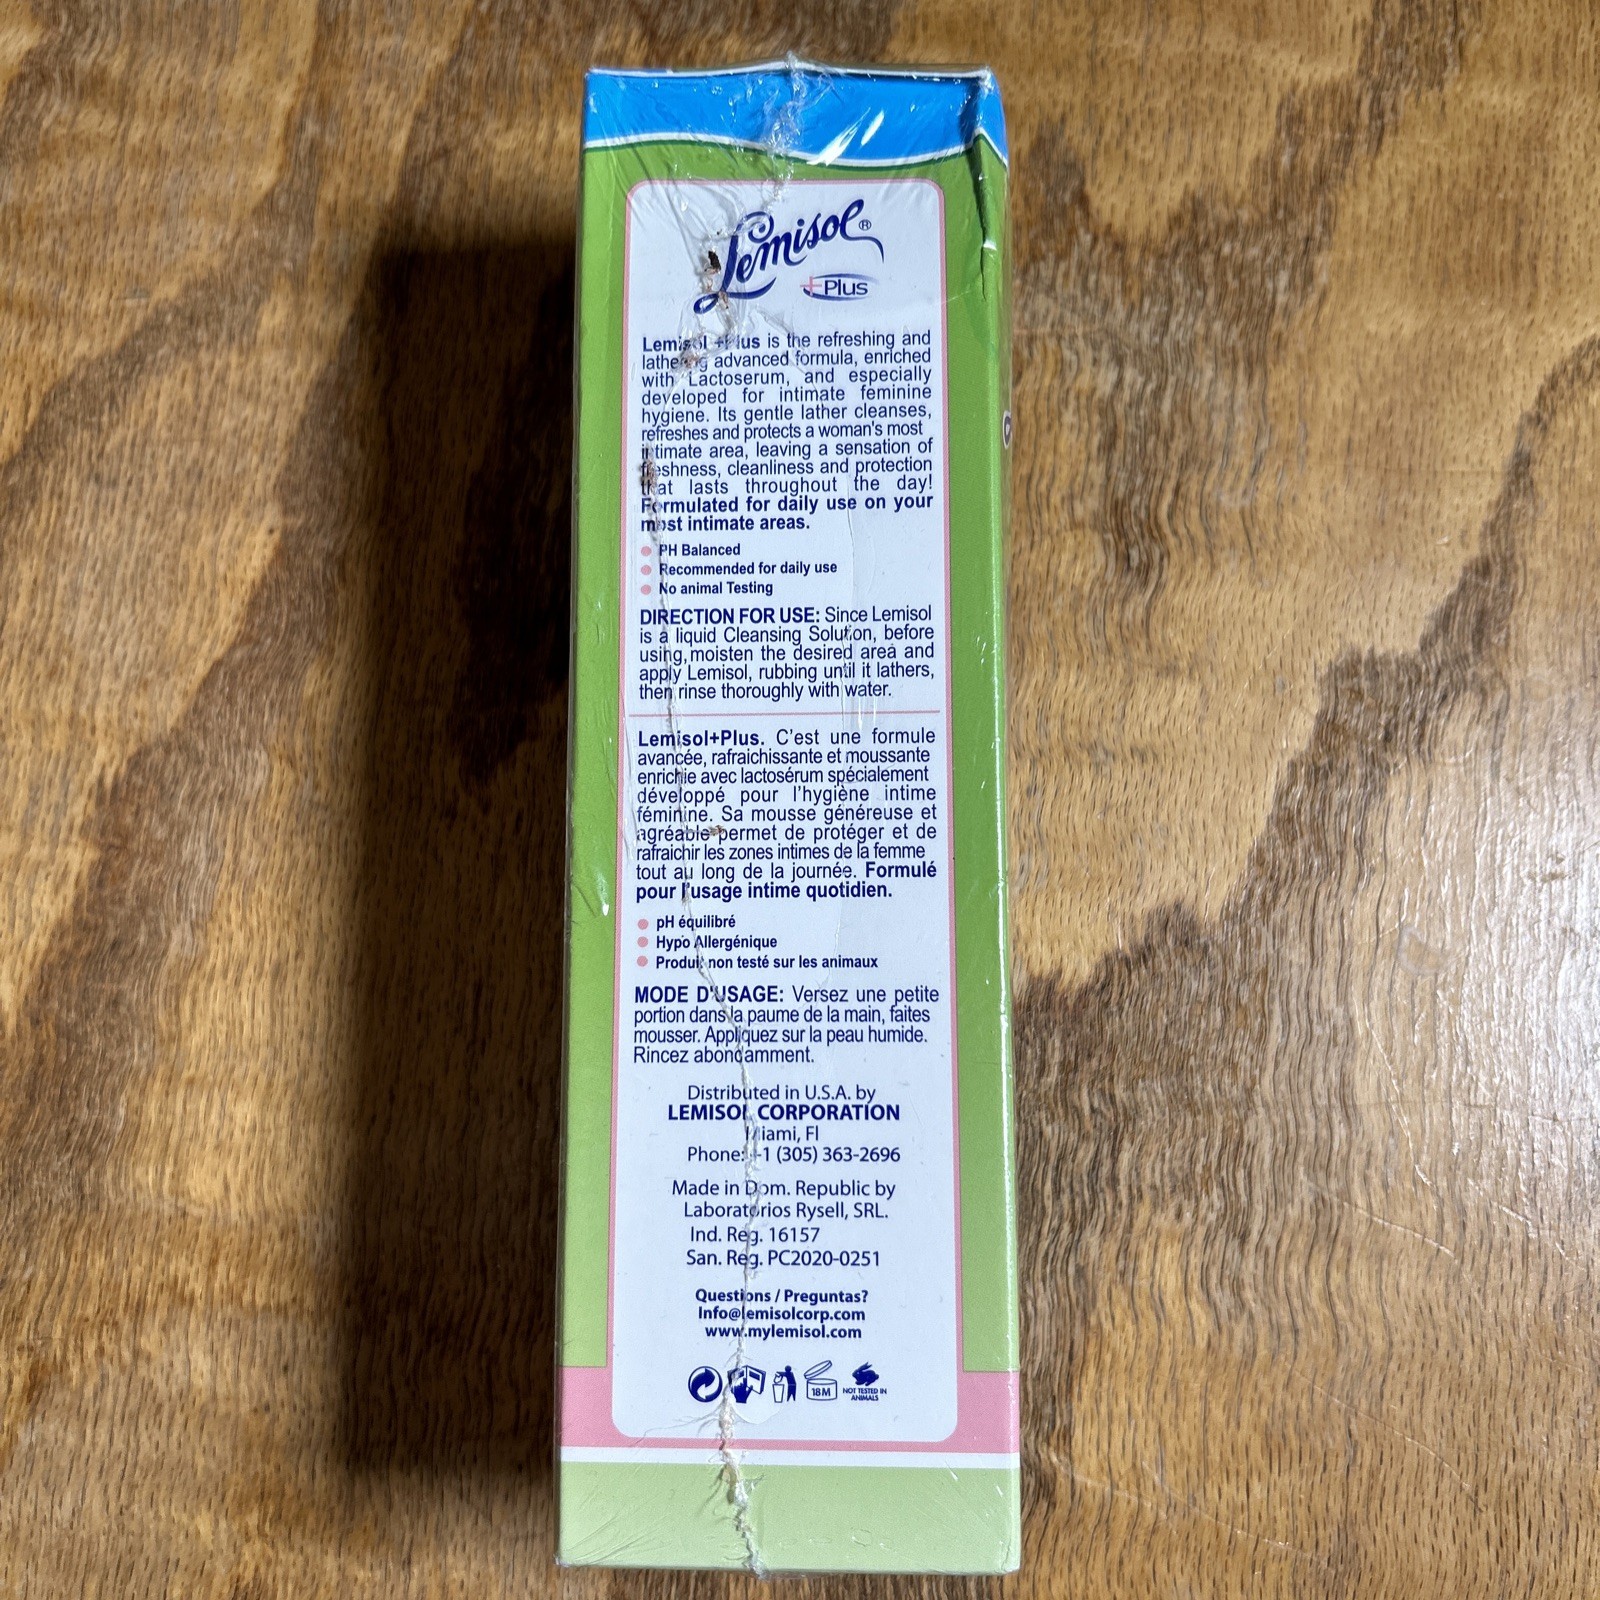 Lemisol®
+Plus
Lemisol +Plus is the refreshing and
lathering advanced formula, enriched
with Lactoserum, and especially
developed for intimate feminine
hygiene. Its gentle lather cleanses,
refreshes and protects a woman's most
intimate area, leaving a sensation of
freshness, cleanliness and protection
that lasts throughout the day!
Formulated for daily use on your
most intimate areas.
PH Balanced
Recommended for daily use
No animal Testing
DIRECTION FOR USE: Since Lemisol
is a liquid Cleansing Solution, before
using,moisten the desired area and
apply Lemisol, rubbing until it lathers,
then rinse thoroughly with water.
Lemisol+Plus. C'est une formule
avancée, rafraichissante et moussante
enrichie avec lactosérum spécialement
développé pour l'hygiène intime
féminine. Sa mousse généreuse et
agréable permet de protéger et de
rafraichir les zones intimes de la femme
tout au long de la journée. Formulé
pour l'usage intime quotidien.
pH équilibré
Hypo Allergénique
Produit non testé sur les animaux
MODE D'USAGE: Versez une petite
portion dans la paume de la main, faites
mousser. Appliquez sur la peau humide.
Rincez abondamment.
Distributed in U.S.A. by
LEMISOL CORPORATION
Miami, Fl
Phone: +1 (305) 363-2696
Made in Dom. Republic by
Laboratorios Rysell, SRL.
Ind. Reg. 16157
San. Reg. PC2020-0251
Questions / Preguntas?
Info@lemisolcorp.com
www.mylemisol.com
18M
NOT TESTED IN
ANIMALS